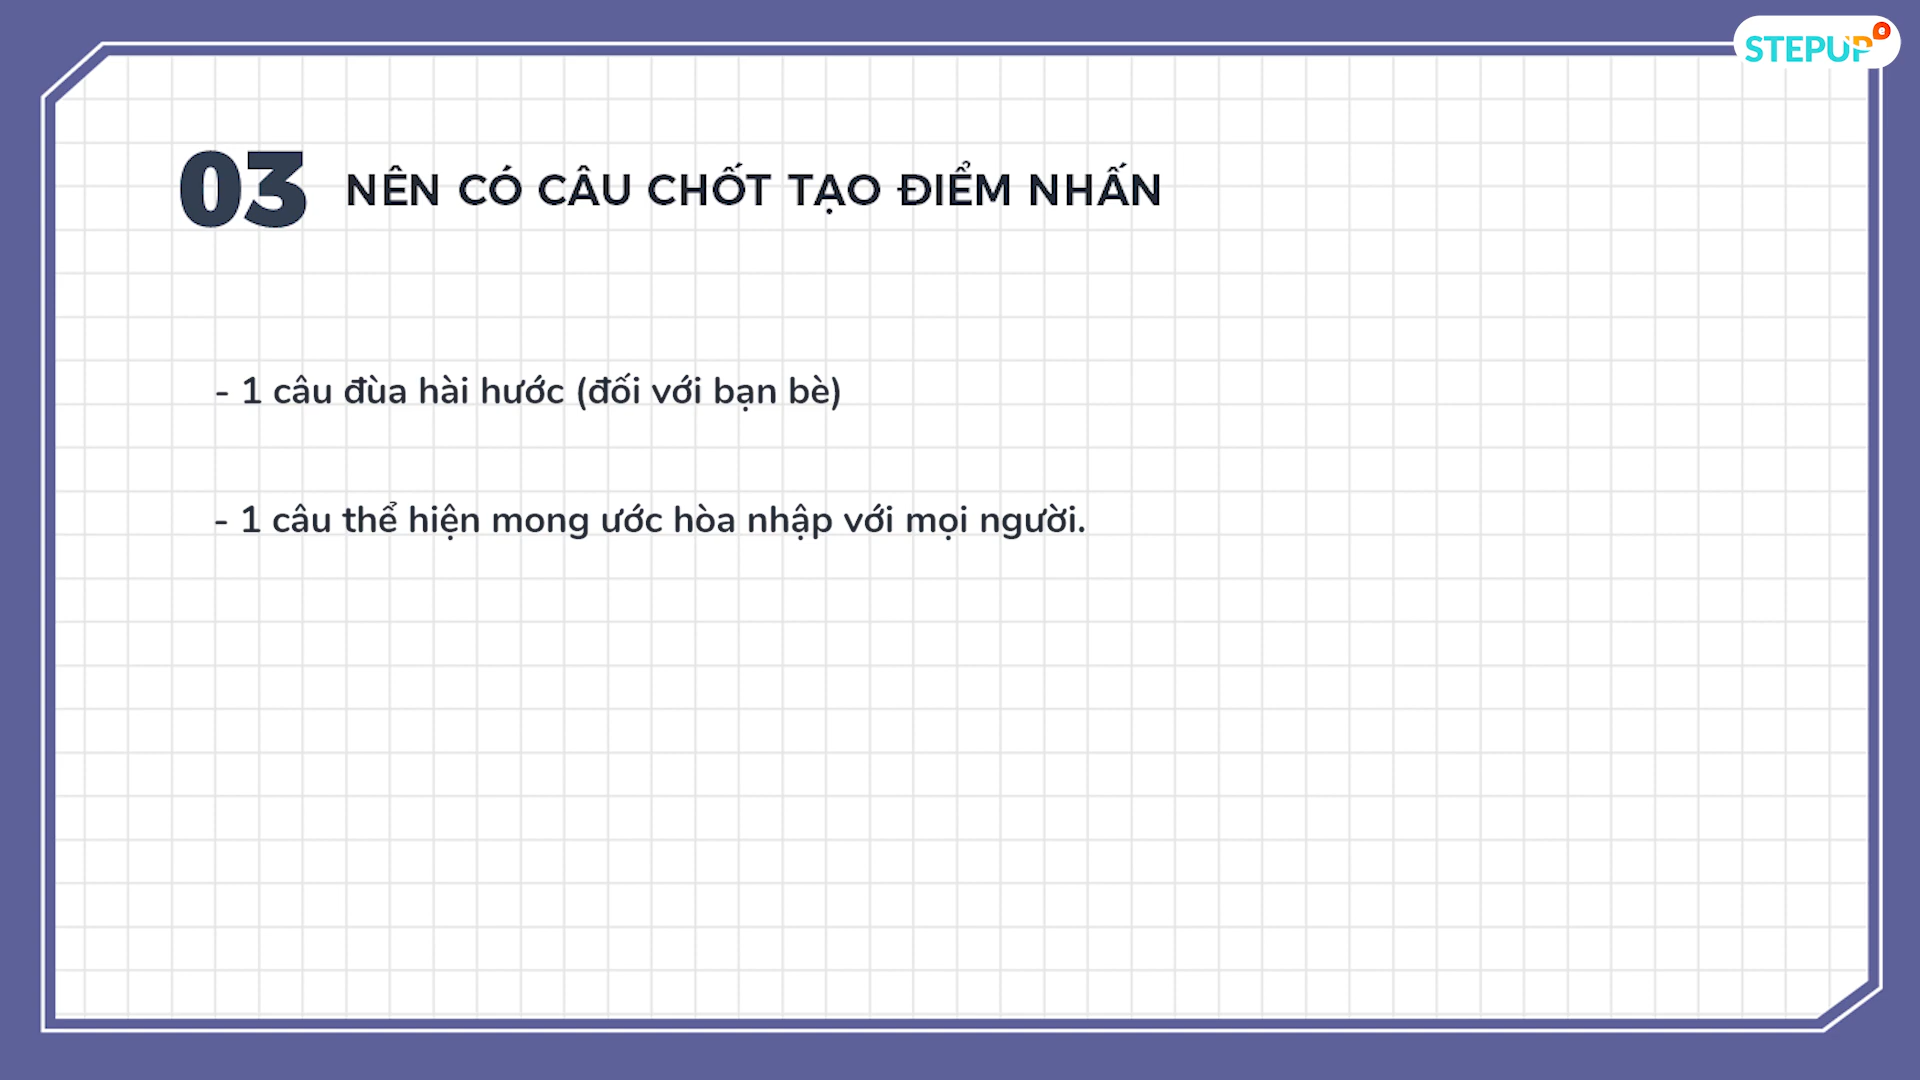 STEPUP
03 NÊN CÓ CÂU CHỐT TẠO ĐIỂM NHẤN
- 1 câu đùa hài hước (đối với bạn bè)
- 1 câu thể hiện mong ước hòa nhập với mọi người.